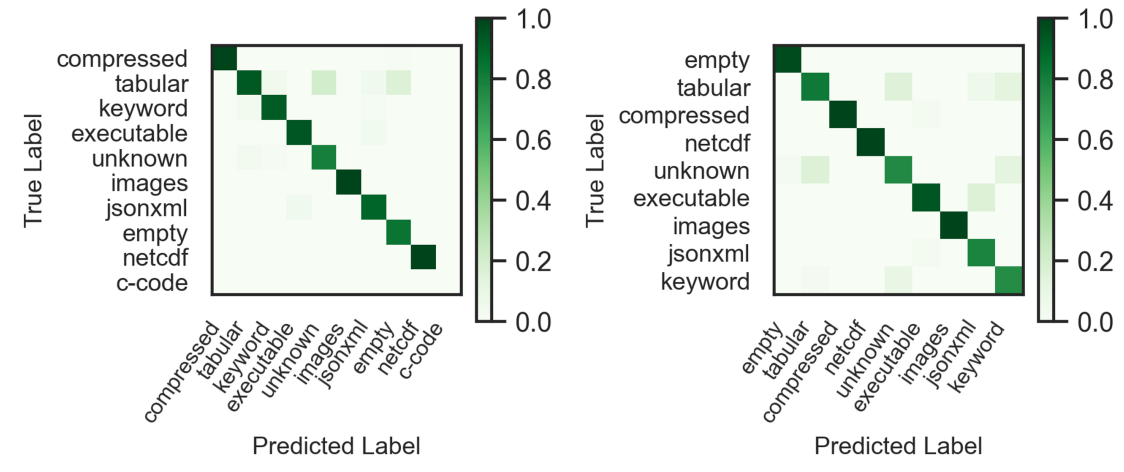 compressed
tabular
keyword
executable
unknown
images
jsonxml
empty
netcdf
c-code
True Label
compressed
tabular
keyword
executable
unknown
images
jsonxml
empty
netcdf
c-code
Predicted Label
1.0
0.8
0.6
0.4
0.2
0.0
empty
tabular
compressed
netcdf
unknown
executable
images
jsonxml
keyword
True Label
empty
tabular
compressed
netcdf
unknown
executable
images
jsonxml
keyword
Predicted Label
1.0
0.8
0.6
0.4
0.2
0.0